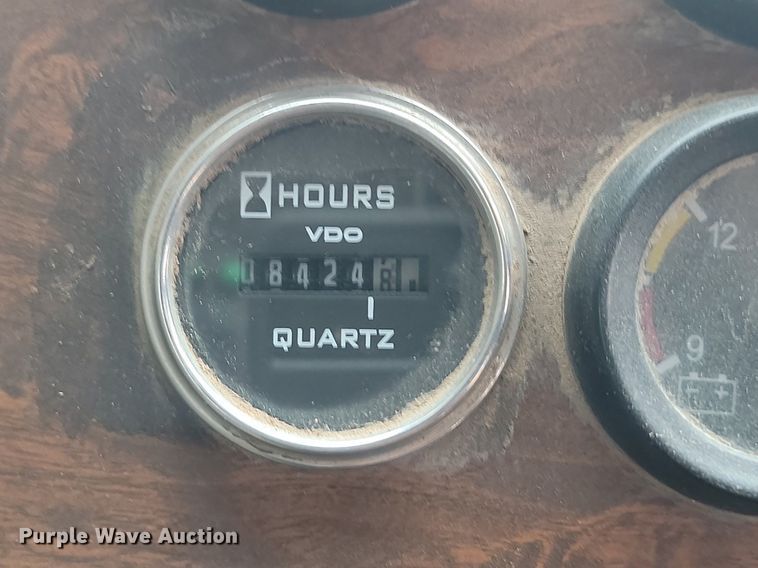 HOURS
VDO
08424
QUARTZ
12
9
Purple Wave Auction